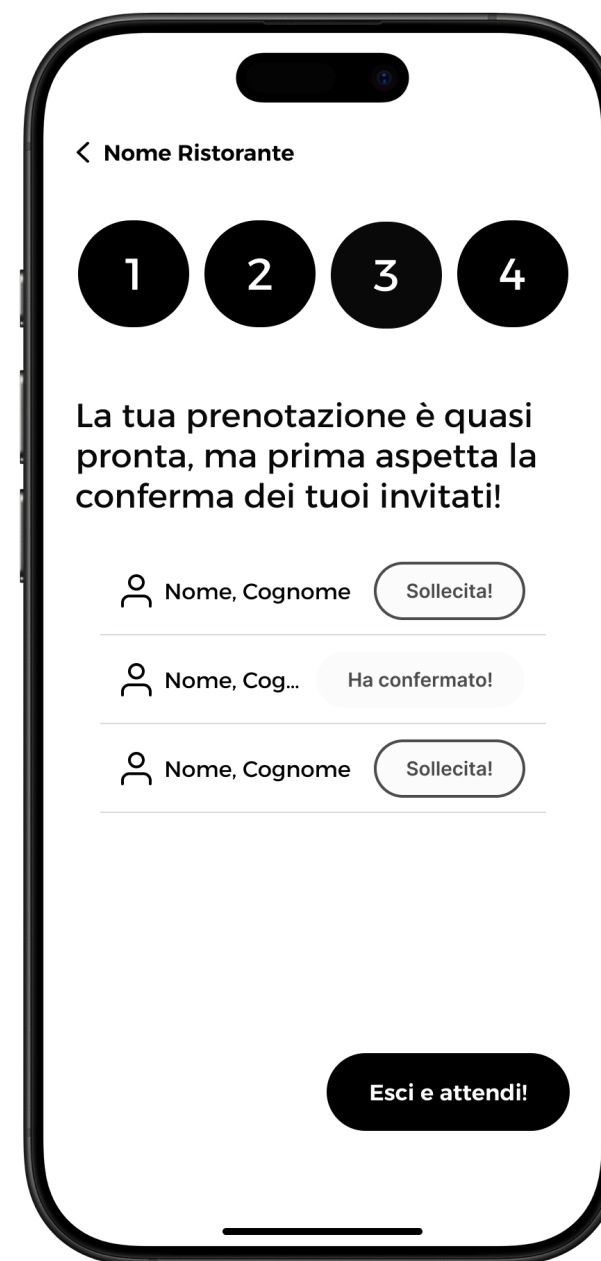 Nome Ristorante
1 2 3 4
La tua prenotazione è quasi
pronta, ma prima aspetta la
conferma dei tuoi invitati!
Nome, Cognome Sollecita!
Nome, Cog... Ha confermato!
Nome, Cognome Sollecita!
Esci e attendi!